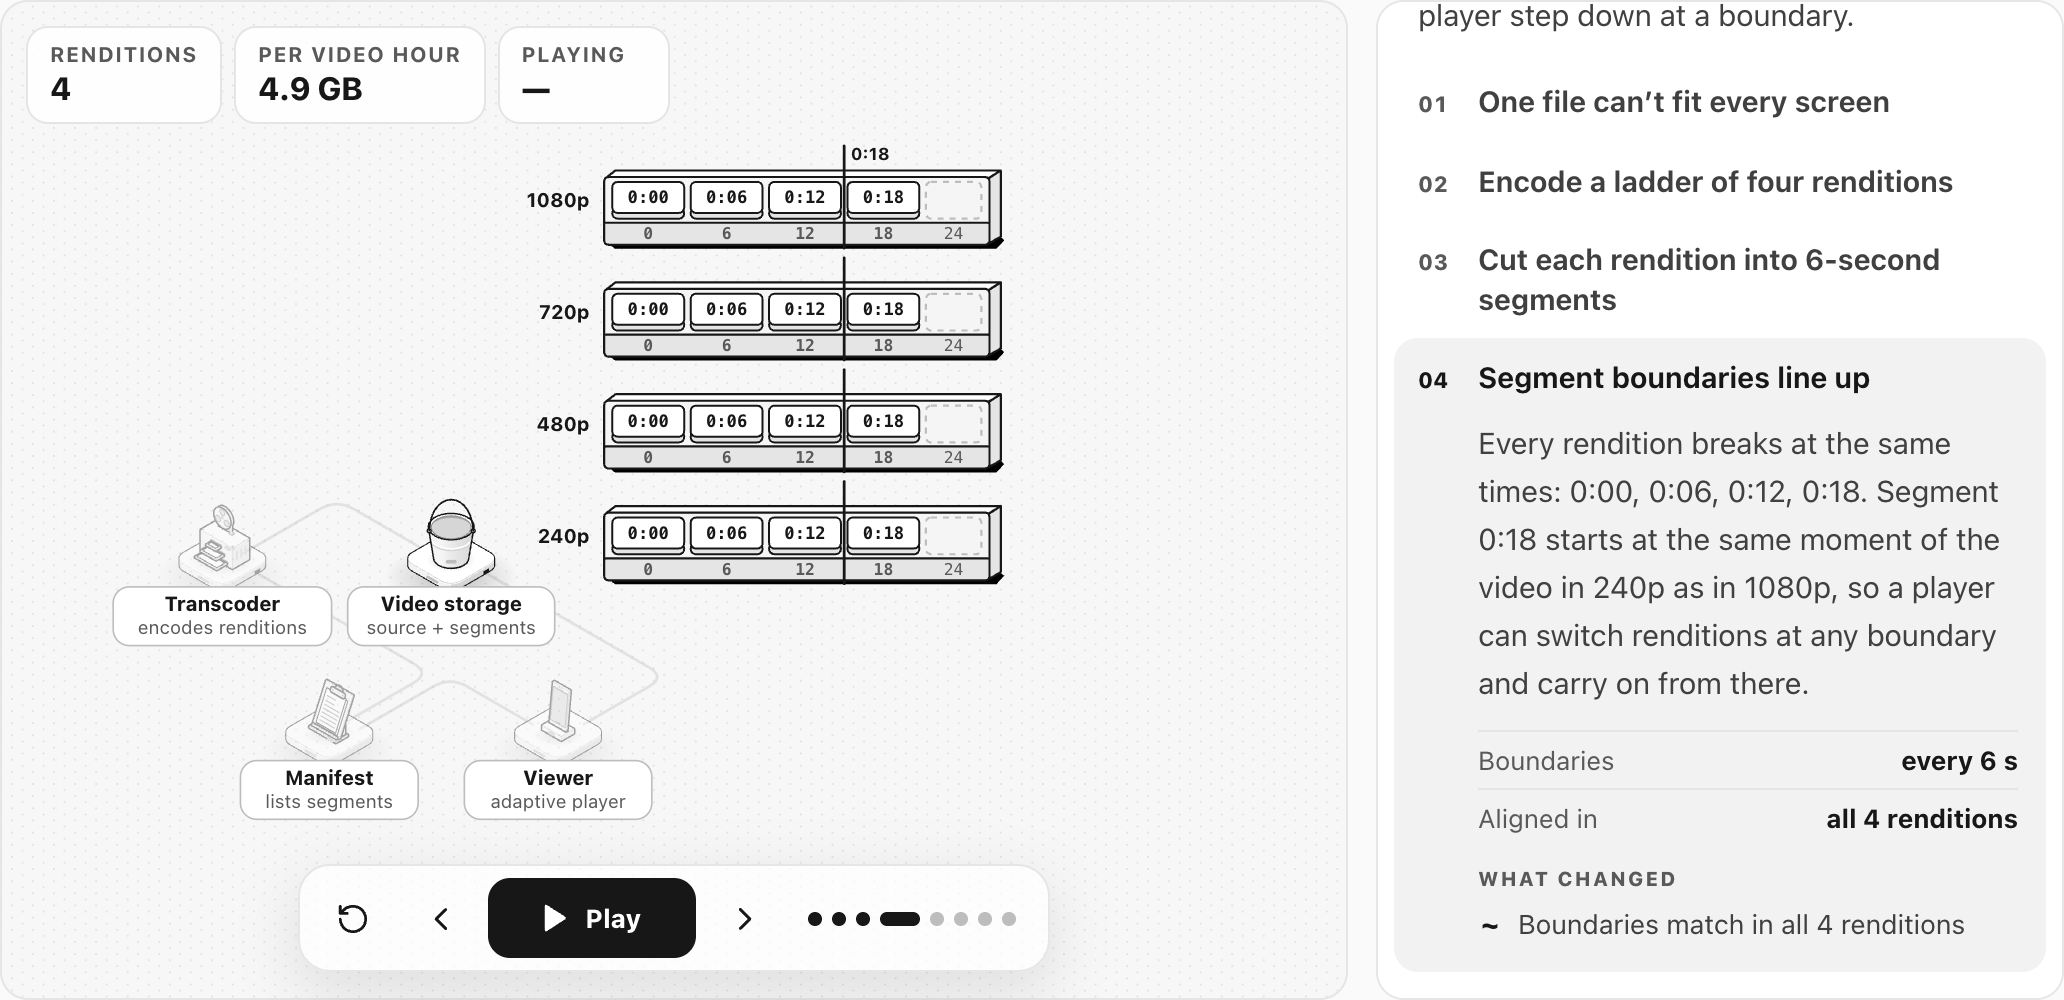 RENDITIONS
4
PER VIDEO HOUR
4.9 GB
PLAYING
—
0:18
1080p
0:00 0:06 0:12 0:18
0 6 12 18 24
720p
0:00 0:06 0:12 0:18
0 6 12 18 24
480p
0:00 0:06 0:12 0:18
0 6 12 18 24
240p
0:00 0:06 0:12 0:18
0 6 12 18 24
Transcoder
encodes renditions
Video storage
source + segments
Manifest
lists segments
Viewer
adaptive player
Play
player step down at a boundary.
01 One file can’t fit every screen
02 Encode a ladder of four renditions
03 Cut each rendition into 6-second
segments
04 Segment boundaries line up
Every rendition breaks at the same
times: 0:00, 0:06, 0:12, 0:18. Segment
0:18 starts at the same moment of the
video in 240p as in 1080p, so a player
can switch renditions at any boundary
and carry on from there.
Boundaries every 6 s
Aligned in all 4 renditions
WHAT CHANGED
~ Boundaries match in all 4 renditions